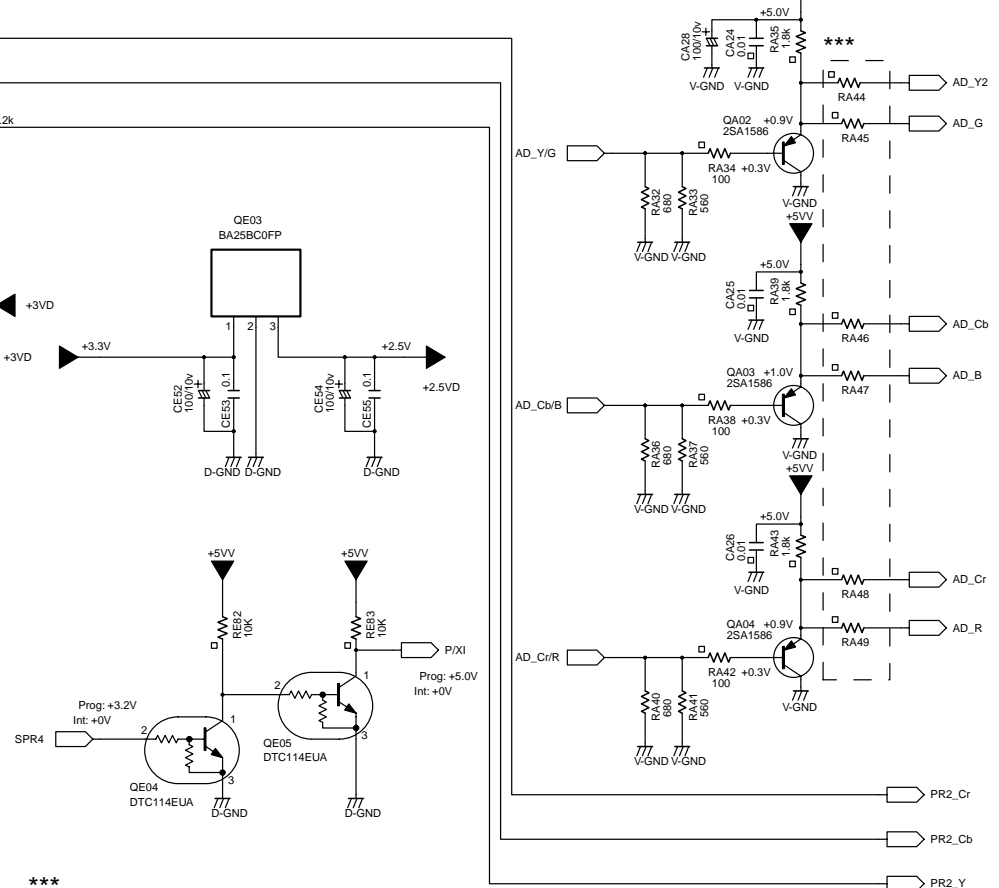 +5.0V
CA28
100/10v
+
CA24
0.01
RA35
1.8k
***
V-GND
V-GND
RA44
AD_Y2
.2k
QA02 +0.9V
2SA1586
RA45
AD_G
AD_Y/G
RA34 +0.3V
100
RA32
680
RA33
560
V-GND
+5VV
V-GND V-GND
QE03
BA25BC0FP
+5.0V
CA25
0.01
RA39
1.8k
+3VD
1 2 3
V-GND
RA46
AD_Cb
+3VD
+3.3V
+2.5V
+2.5VD
QA03 +1.0V
2SA1586
RA47
AD_B
CE52
100/10v
+
CE53
0.1
CE54
100/10v
+
CE55
0.1
AD_Cb/B
RA38 +0.3V
100
RA36
680
RA37
560
V-GND
+5VV
D-GND D-GND
D-GND
V-GND V-GND
+5.0V
CA26
0.01
RA43
1.8k
+5VV
+5VV
V-GND
RA48
AD_Cr
RE82
10K
RE83
10K
QA04 +0.9V
2SA1586
RA49
AD_R
P/XI
AD_Cr/R
Prog: +5.0V
Int: +0V
RA42 +0.3V
100
1
2
3
RA40
680
RA41
560
V-GND
Prog: +3.2V
Int: +0V
SPR4
2
1
3
QE05
DTC114EUA
V-GND V-GND
QE04
DTC114EUA
D-GND
D-GND
PR2_Cr
PR2_Cb
***
PR2_Y